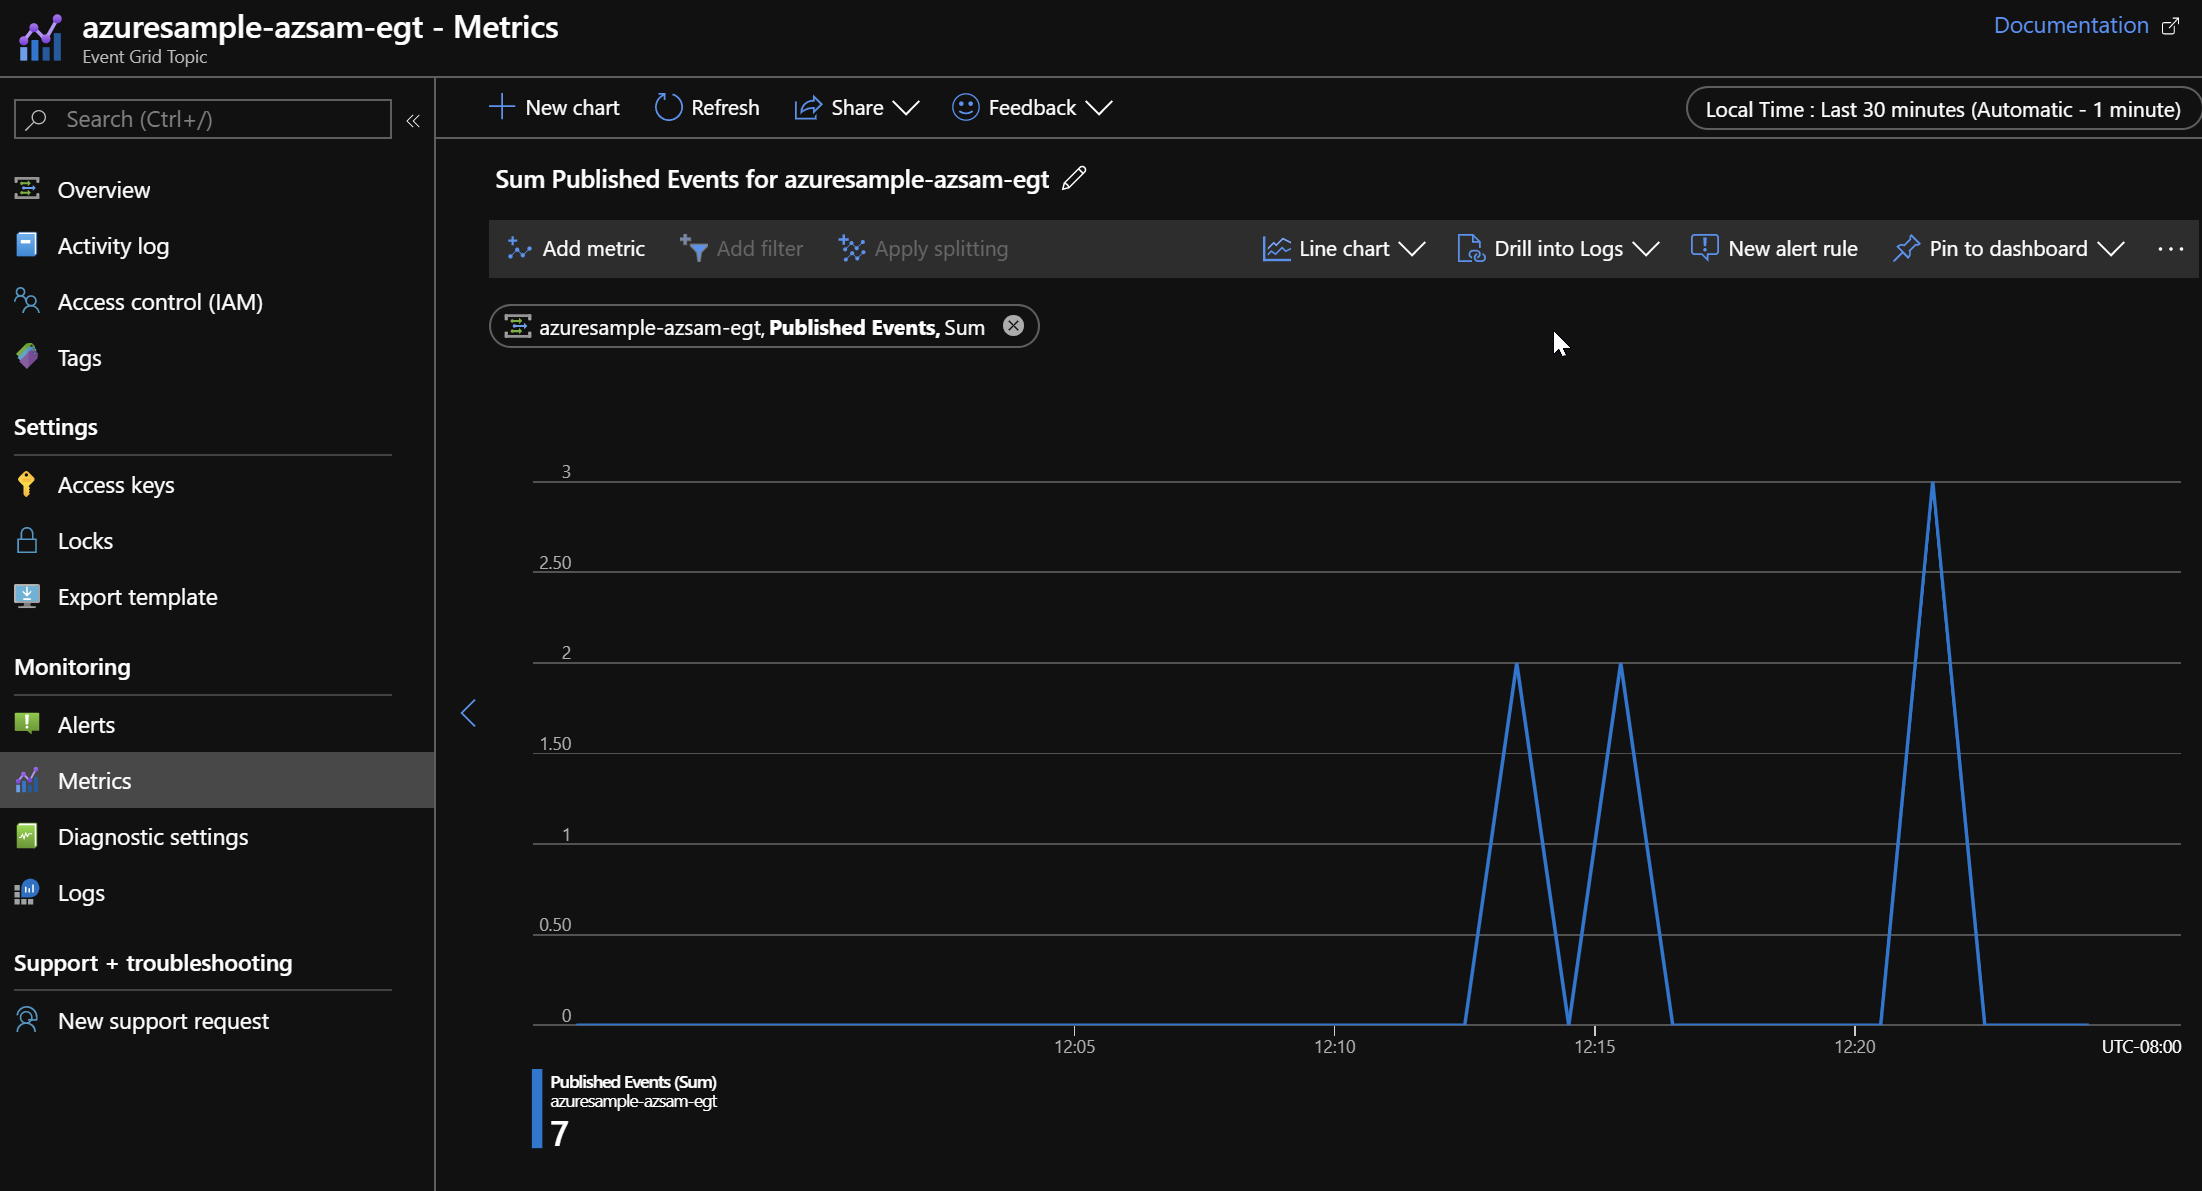 azuresample-azsam-egt - Metrics
Event Grid Topic
Documentation
Search (Ctrl+/)
«
Overview
Activity log
Access control (IAM)
Tags
Settings
Access keys
Locks
Export template
Monitoring
Alerts
Metrics
Diagnostic settings
Logs
Support + troubleshooting
New support request
New chart
Refresh
Share
Feedback
Local Time : Last 30 minutes (Automatic - 1 minute)
Sum Published Events for azuresample-azsam-egt
Add metric
Add filter
Apply splitting
Line chart
Drill into Logs
New alert rule
Pin to dashboard
...
azuresample-azsam-egt, Published Events, Sum
3
2.50
2
1.50
1
0.50
0
12:05
12:10
12:15
12:20
UTC-08:00
Published Events (Sum)
azuresample-azsam-egt
7